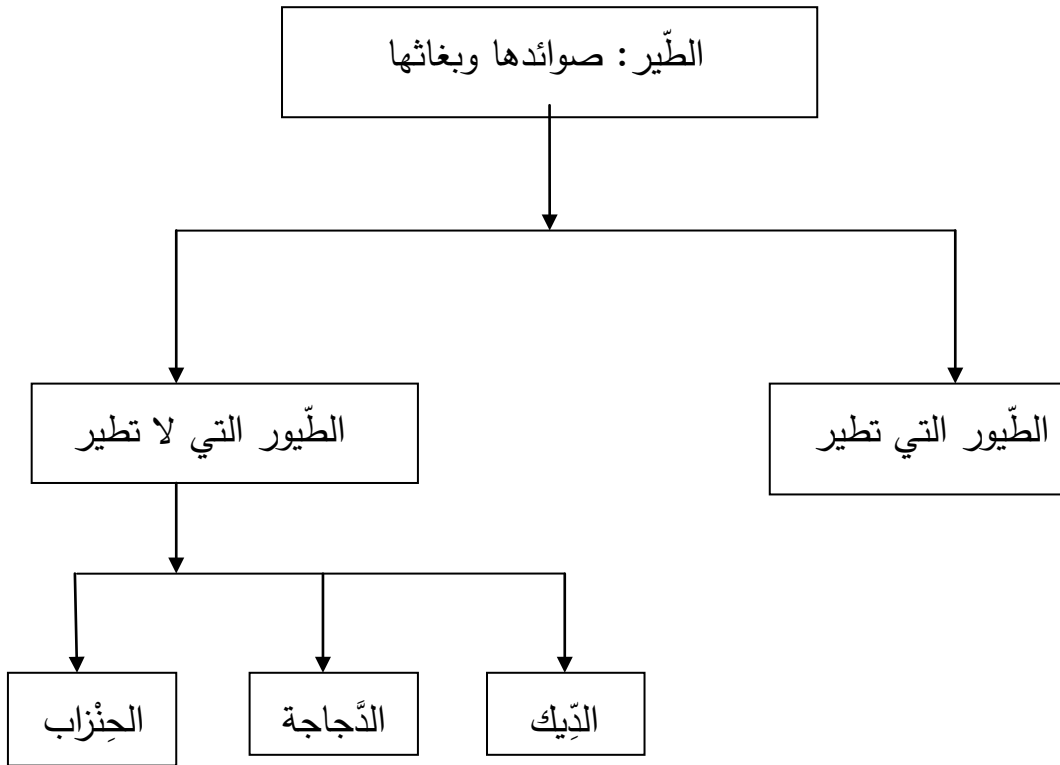 الطّير : صوائدها وبغاثها
الطّيور التي تطير
الطّيور التي لا تطير
الدِّيك
الدَّجاجة
الحِنْزاب